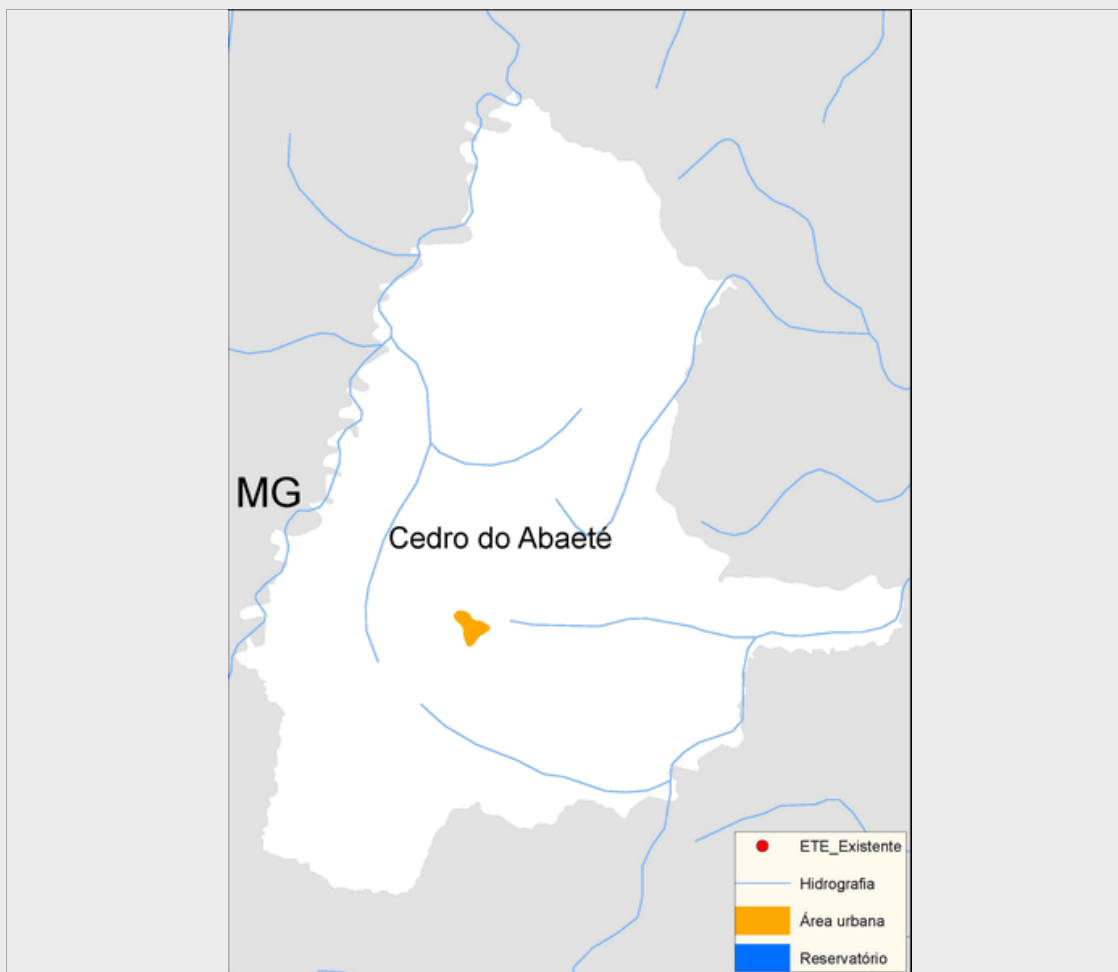 MG
Cedro do Abaeté
ETE_Existente
Hidrografia
Área urbana
Reservatório